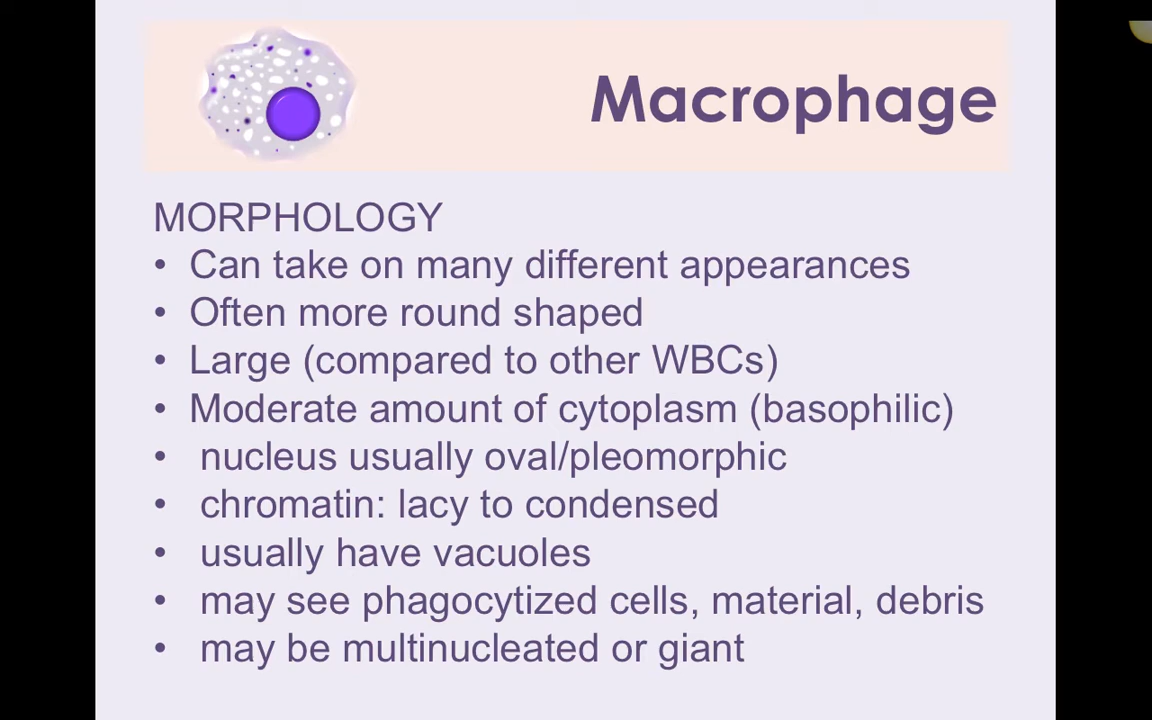 Macrophage
MORPHOLOGY
• Can take on many different appearances
• Often more round shaped
• Large (compared to other WBCs)
• Moderate amount of cytoplasm (basophilic)
• nucleus usually oval/pleomorphic
• chromatin: lacy to condensed
• usually have vacuoles
• may see phagocytized cells, material, debris
• may be multinucleated or giant